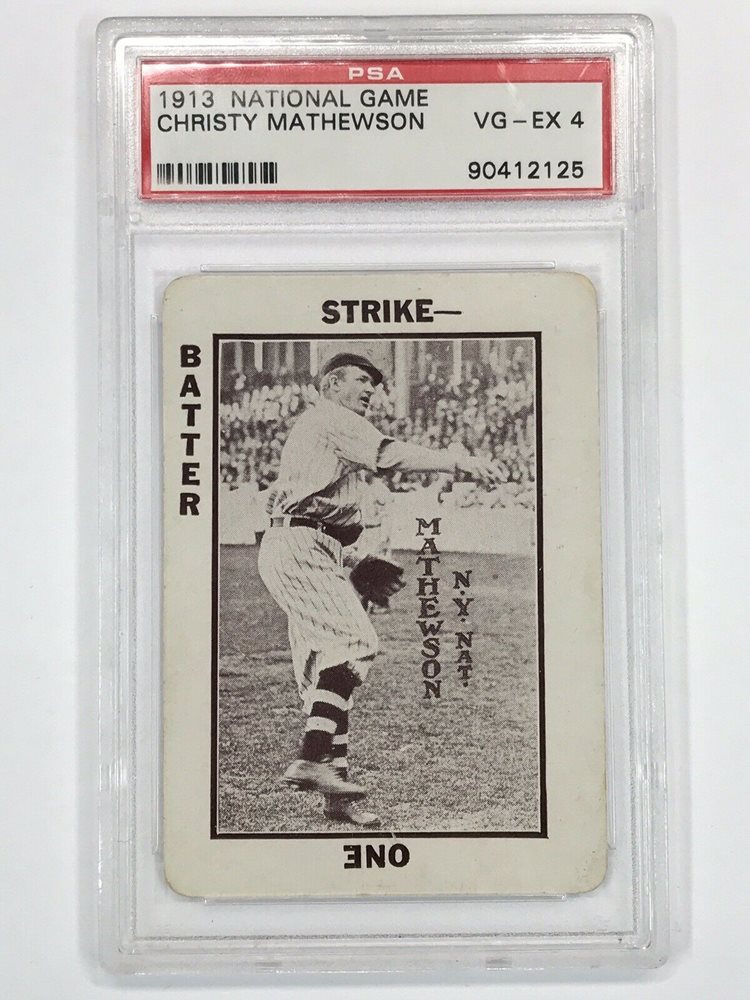 PSA
1913 NATIONAL GAME
CHRISTY MATHEWSON VG-EX 4
90412125
STRIKE—
BATTER
MATHEWSON
N.Y. NAT.
ONE